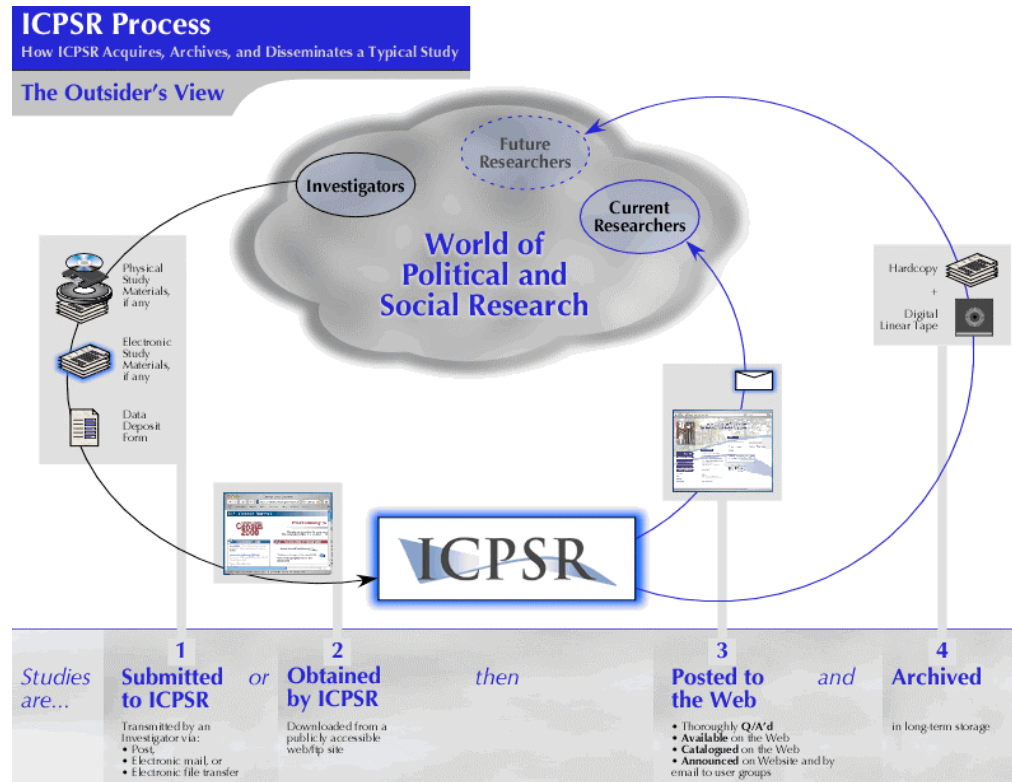 ICPSR Process
How ICPSR Acquires, Archives, and Disseminates a Typical Study
The Outsider's View
Future
Researchers
Investigators
Current
Researchers
World of
Political and
Social Research
Physical
Study
Materials,
if any
Electronic
Study
Materials,
if any
Data
Deposit
Form
Hardcopy
+
Digital
Linear Tape
Census
2000
ICPSR
Studies
are...
1
Submitted
to ICPSR
Transmitted by an
Investigator via:
• Post,
• Electronic mail, or
• Electronic file transfer
or
2
Obtained
by ICPSR
Downloaded from a
publicly accessible
web/ftp site
then
3
Posted to
the Web
• Thoroughly Q/A'd
• Available on the Web
• Catalogued on the Web
• Announced on Website and by
email to user groups
and
4
Archived
in long-term storage